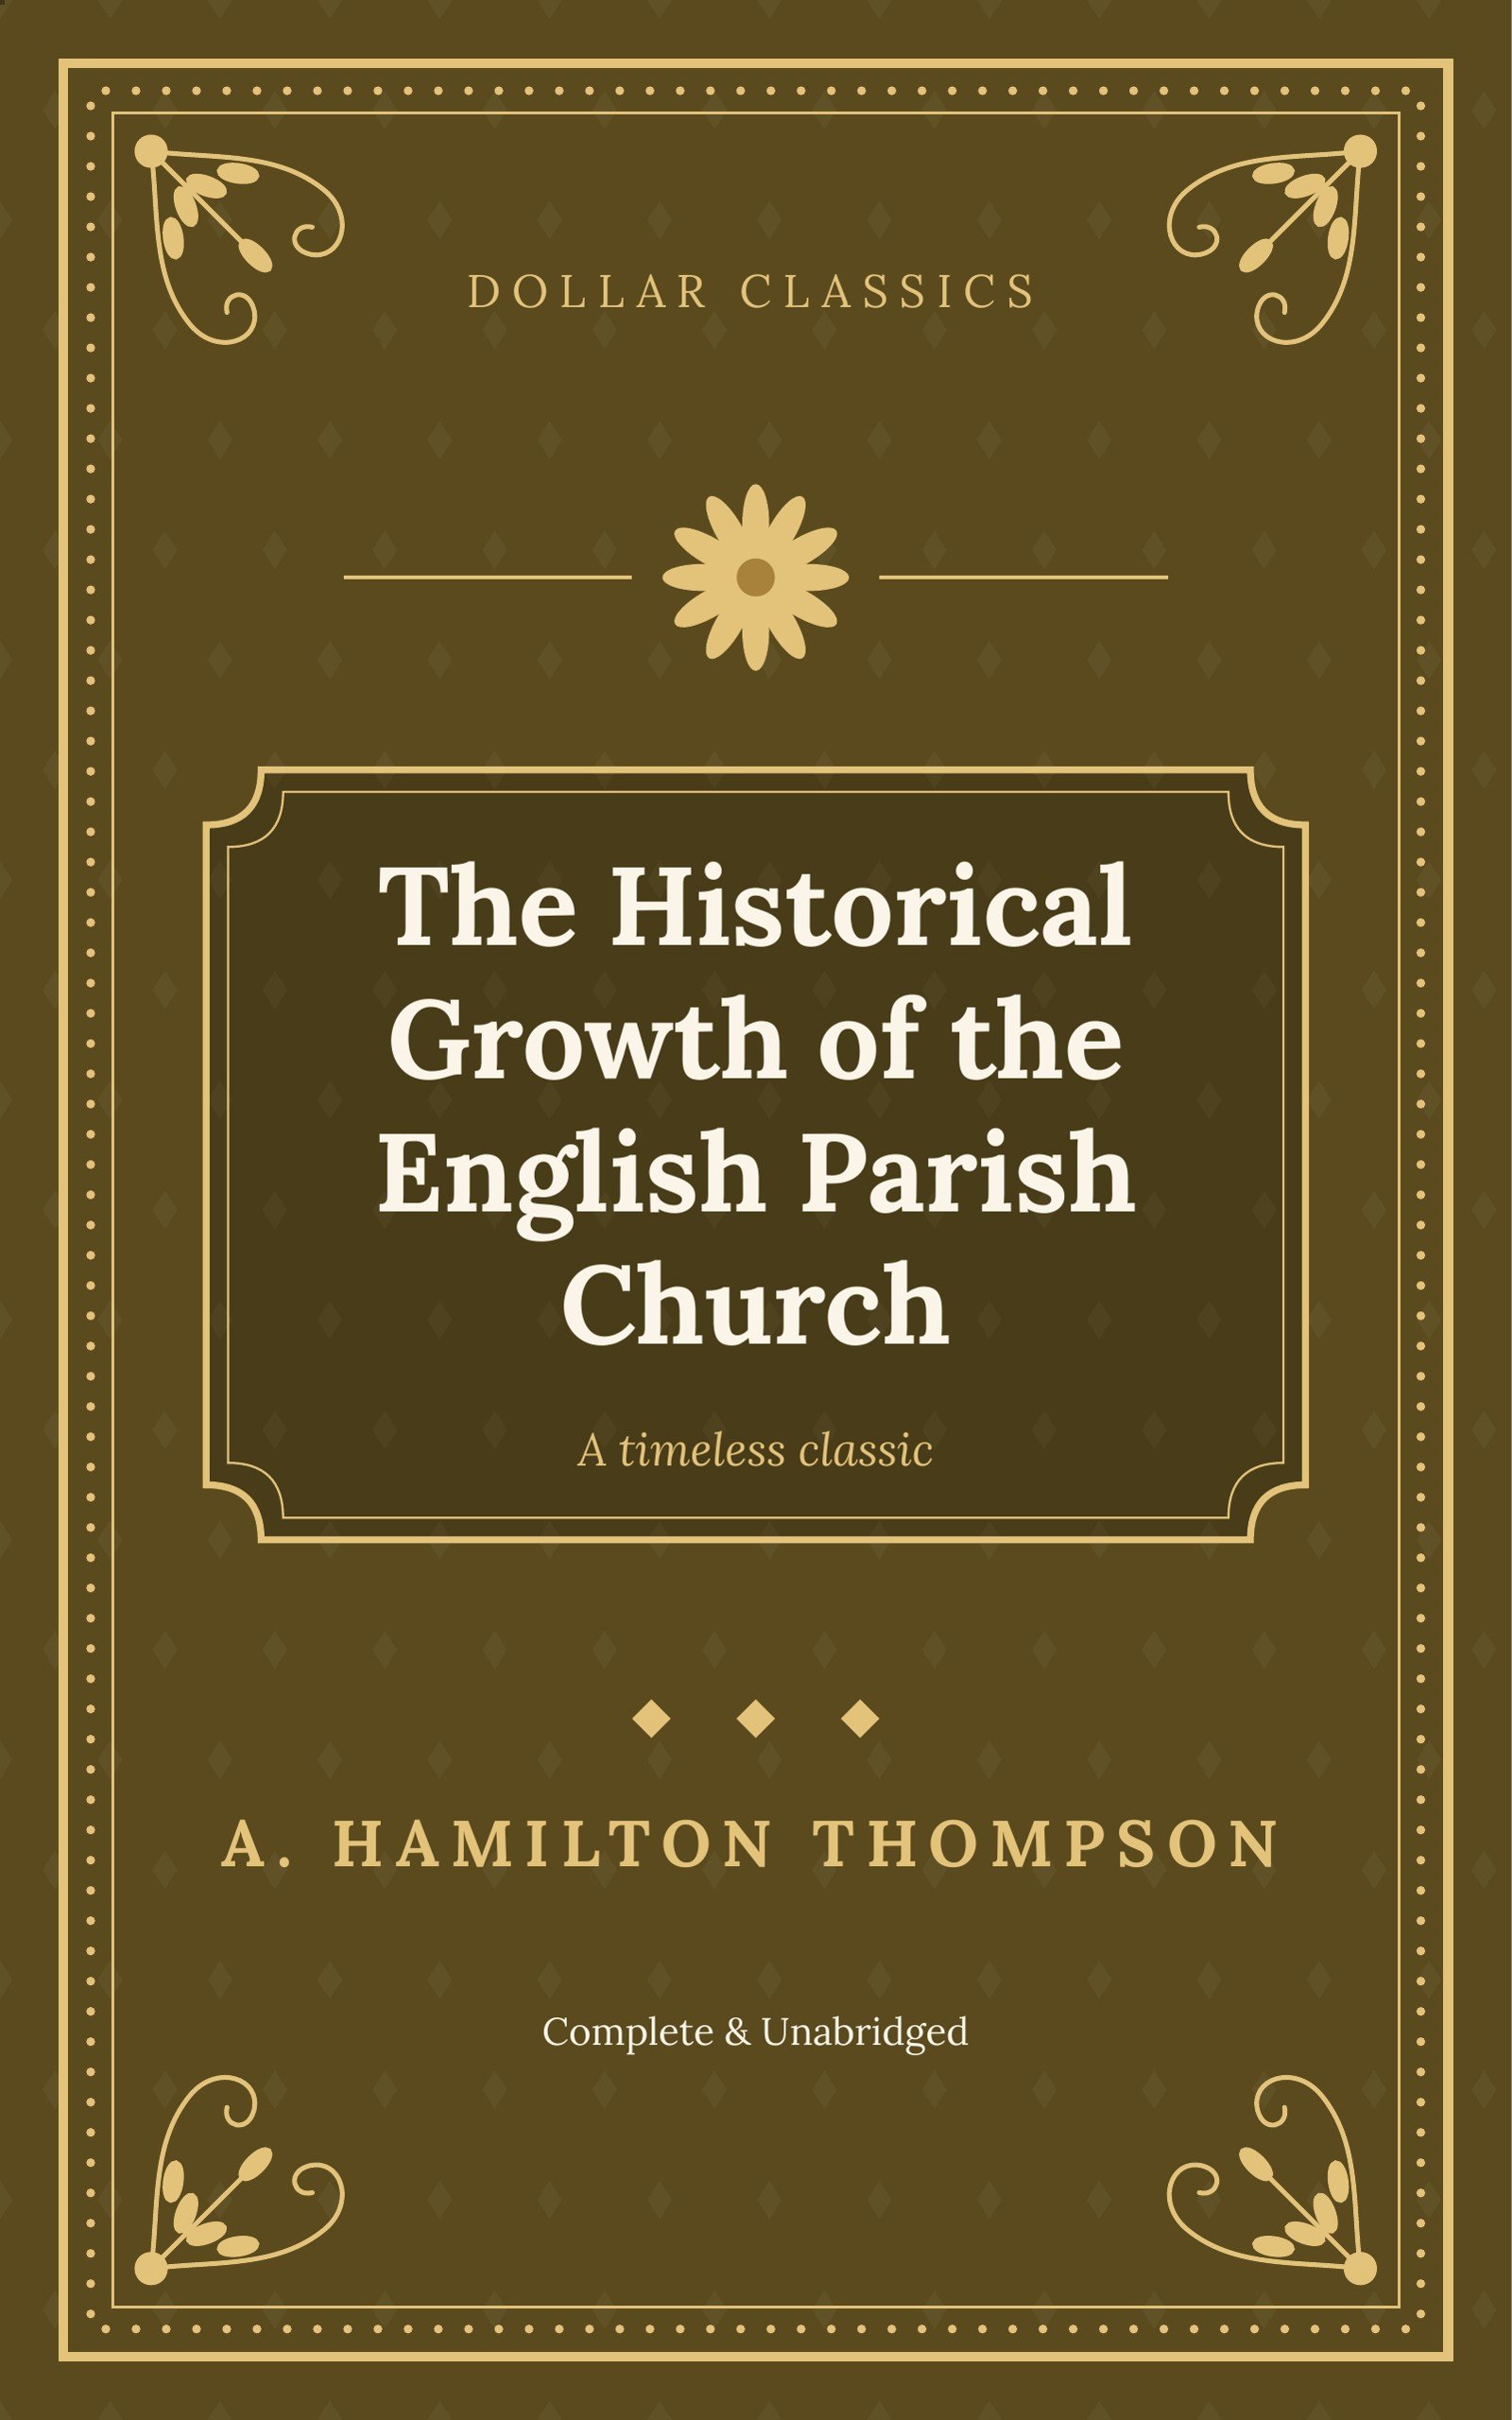 DOLLAR CLASSICS
The Historical
Growth of the
English Parish
Church
A timeless classic
A. HAMILTON THOMPSON
Complete & Unabridged